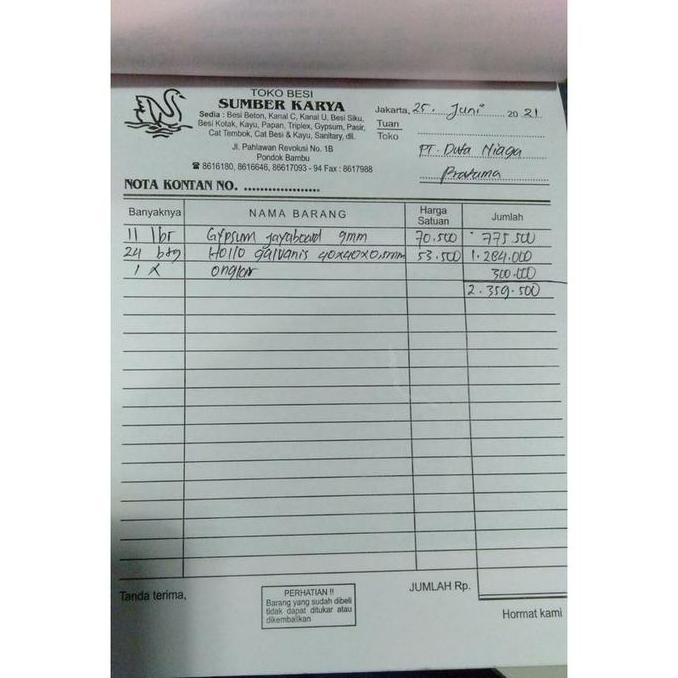 TOKO BESI
SUMBER KARYA
Sedia : Besi Beton, Kanal C, Kanal U, Besi Siku,
Besi Kotak, Kayu, Papan, Triplex, Gypsum, Pasir,
Cat Tembok, Cat Besi & Kayu, Sanitary, dll.
Jl. Pahlawan Revolusi No. 1B
Pondok Bambu
☎ 8616180, 8616646, 86617093 - 94 Fax : 8617988
NOTA KONTAN NO. ...................
Jakarta, 25. Juni 2021
Tuan
Toko
PT. Duta Niaga
Pratama
Banyaknya NAMA BARANG Harga Satuan Jumlah
11 lbr Gypsum jayaboard 9mm 70.500 775.500
24 btg Hollo galvanis 40x40x0, mm 53.500 1.284.000
1 x ongkir 300.000
2.359.500
Tanda terima,
PERHATIAN !!
Barang yang sudah dibeli
tidak dapat ditukar atau
dikembalikan
JUMLAH Rp.
Hormat kami